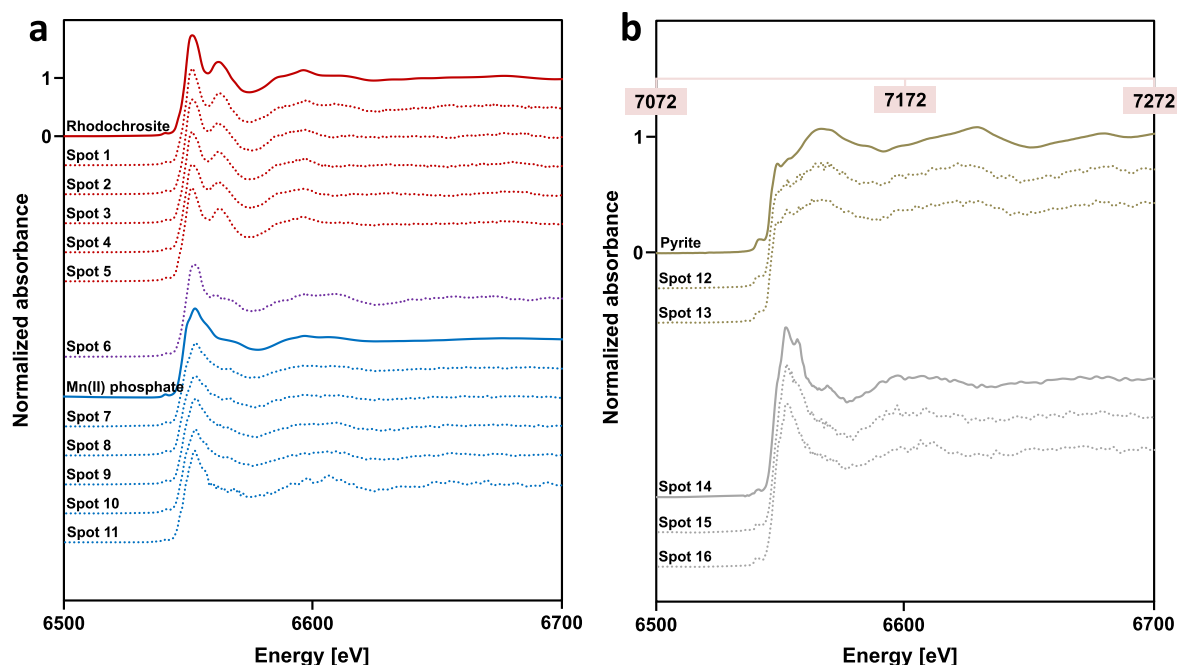 a
Normalized absorbance
1
0
Rhodochrosite
Spot 1
Spot 2
Spot 3
Spot 4
Spot 5
Spot 6
Mn(II) phosphate
Spot 7
Spot 8
Spot 9
Spot 10
Spot 11
6500
6600
6700
Energy [eV]
b
Normalized absorbance
7072
7172
7272
1
0
Pyrite
Spot 12
Spot 13
Spot 14
Spot 15
Spot 16
6500
6600
6700
Energy [eV]